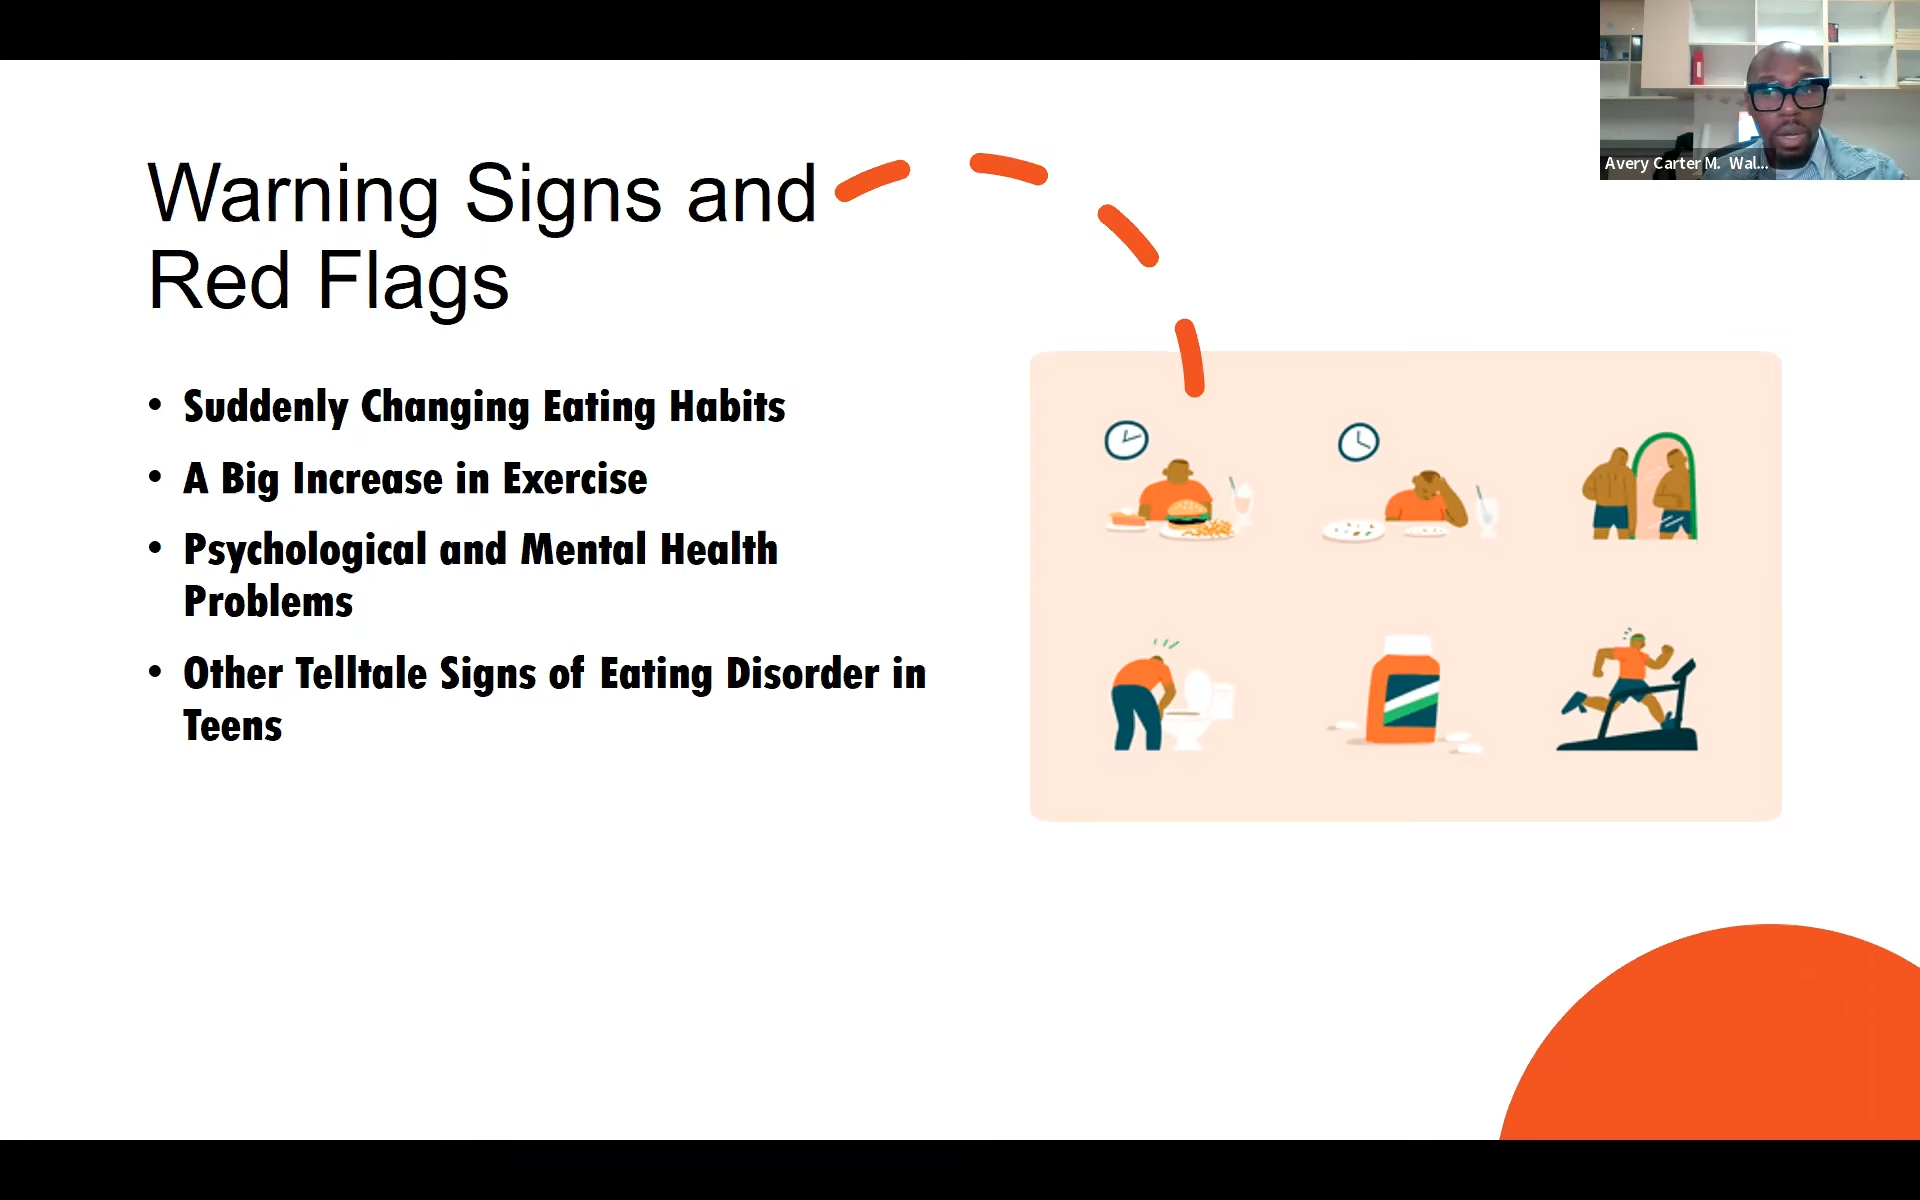 Avery Carter M. Wal...
Warning Signs and
Red Flags
• Suddenly Changing Eating Habits
• A Big Increase in Exercise
• Psychological and Mental Health
Problems
• Other Telltale Signs of Eating Disorder in
Teens